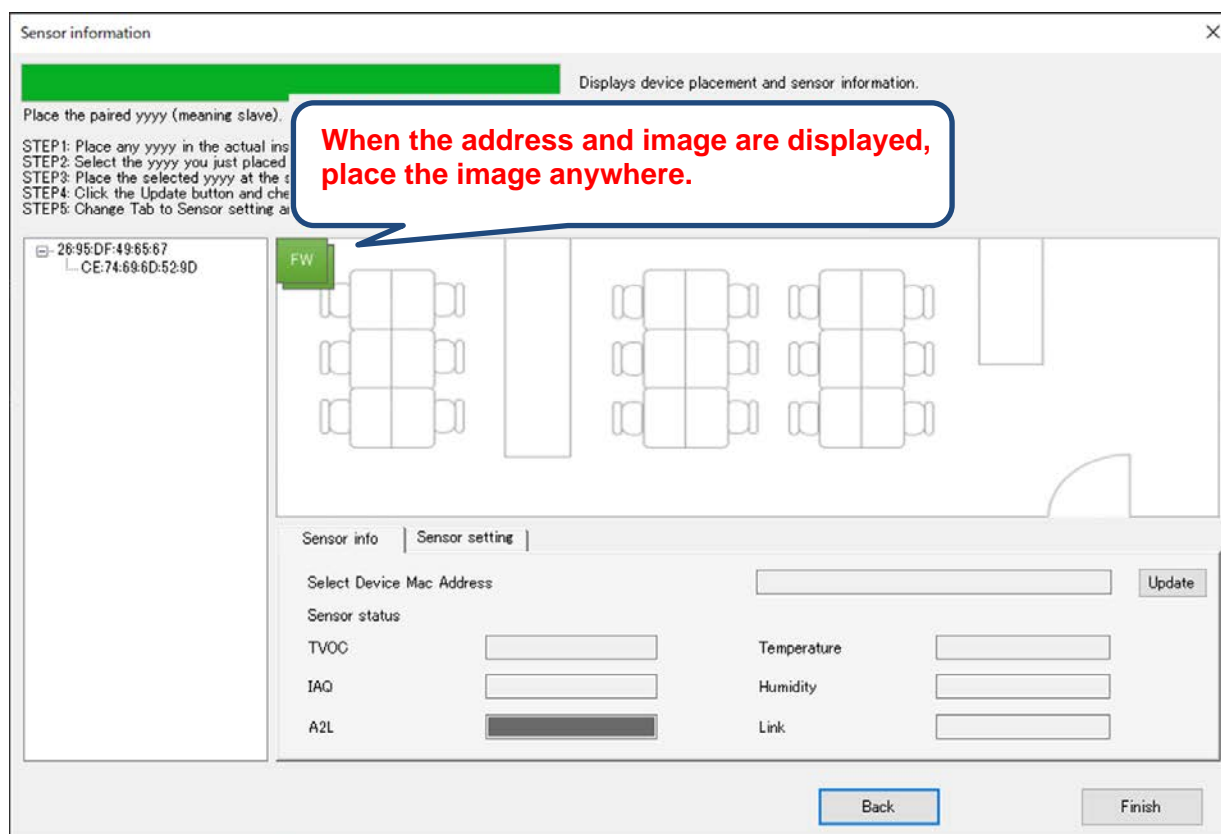 Sensor information
Displays device placement and sensor information.
Place the paired yyyy (meaning slave).
When the address and image are displayed,
place the image anywhere.
STEP1: Place any yyyy in the actual
STEP2: Select the yyyy you just placed
STEP3: Place the selected yyyy at the
STEP4: Click the Update button and
STEP5: Change Tab to Sensor setting
26:95:DF:49:65:67
CE:74:69:6D:52:9D
FW
Sensor info
Sensor setting
Select Device Mac Address
Update
Sensor status
TVOC
Temperature
IAQ
Humidity
A2L
Link
Back
Finish